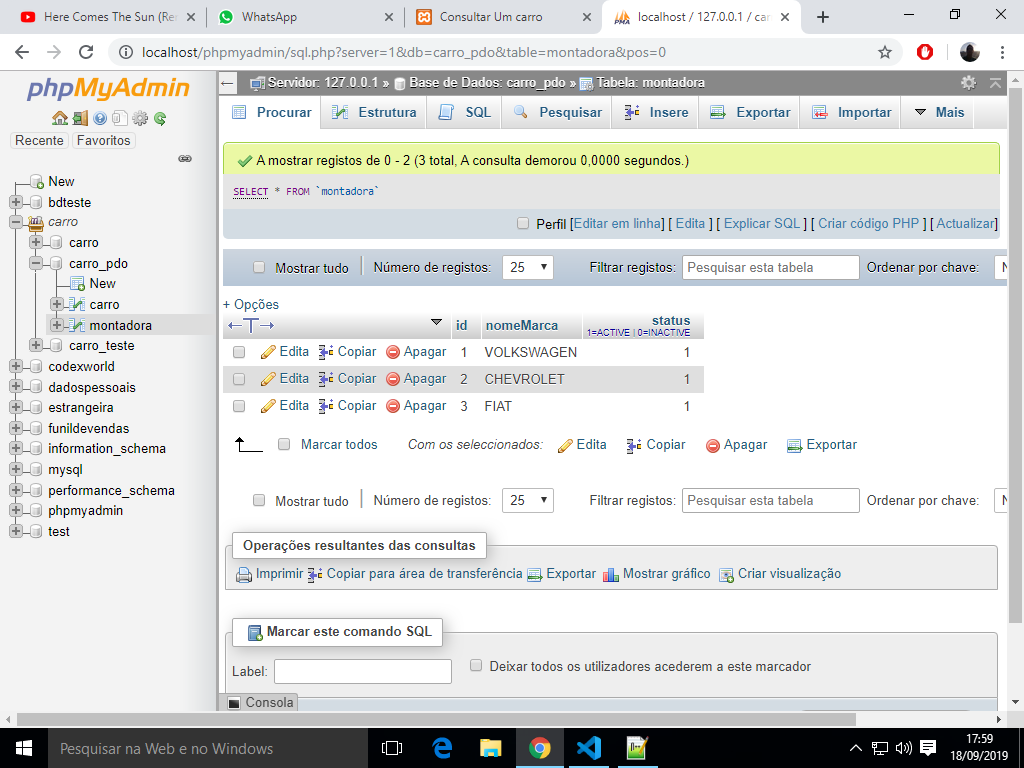 Here Comes The Sun (Re
WhatsApp
Consultar Um carro
localhost / 127.0.0.1 / car
localhost/phpmyadmin/sql.php?server=1&db=carro_pdo&table=montadora&pos=0
phpMyAdmin
Recente
Favoritos
New
bdteste
carro
carro
carro_pdo
New
carro
montadora
carro_teste
codexworld
dadospessoais
estrangeira
funildevendas
information_schema
mysql
performance_schema
phpmyadmin
test
Servidor: 127.0.0.1 » Base de Dados: carro_pdo » Tabela: montadora
Procurar Estrutura SQL Pesquisar Insere Exportar Importar Mais
A mostrar registos de 0 - 2 (3 total, A consulta demorou 0,0000 segundos.)
SELECT * FROM `montadora`
Perfil [Editar em linha] [ Edita ] [ Explicar SQL ] [ Criar código PHP ] [ Actualizar]
Mostrar tudo Número de registos: 25 Filtrar registos: Pesquisar esta tabela Ordenar por chave: N
+ Opções
id nomeMarca status
1=ACTIVE | 0=INACTIVE
Edita Copiar Apagar 1 VOLKSWAGEN 1
Edita Copiar Apagar 2 CHEVROLET 1
Edita Copiar Apagar 3 FIAT 1
Marcar todos Com os seleccionados: Edita Copiar Apagar Exportar
Mostrar tudo Número de registos: 25 Filtrar registos: Pesquisar esta tabela Ordenar por chave: N
Operações resultantes das consultas
Imprimir Copiar para área de transferência Exportar Mostrar gráfico Criar visualização
Marcar este comando SQL
Label:
Deixar todos os utilizadores acederem a este marcador
Consola
Pesquisar na Web e no Windows
17:59
18/09/2019